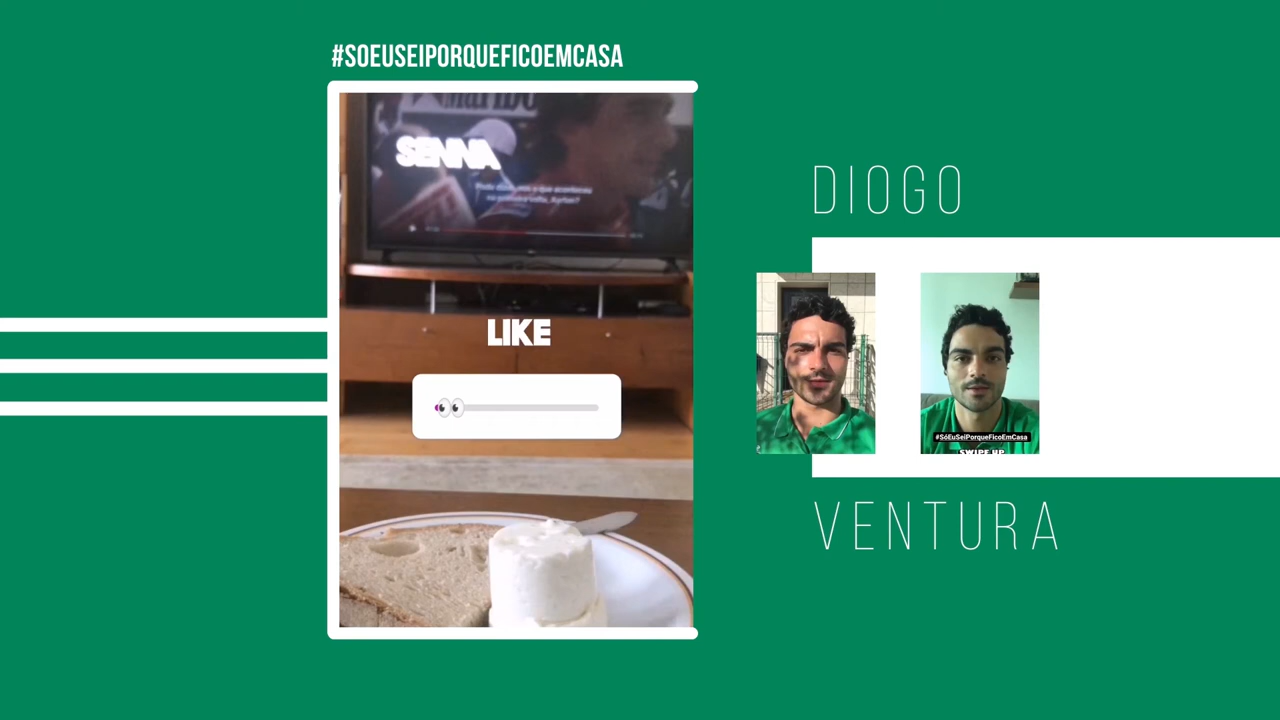 #SOEUSEIPORQUEFICOEMCASA
SENNA
LIKE
DIOGO
#SóEuSeiPorqueFicoEmCasa
SWIPE UP
VENTURA